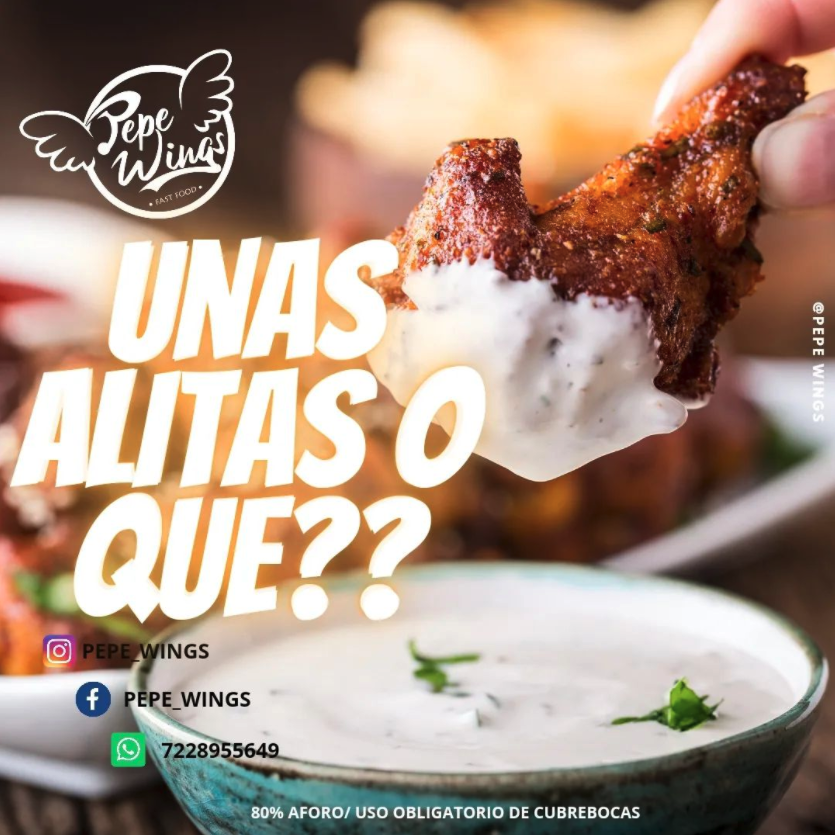 Pepe
Wings
• FAST FOOD •
UNAS
ALITAS O
QUE??
@PEPE WINGS
PEPE_WINGS
PEPE_WINGS
7228955649
80% AFORO/ USO OBLIGATORIO DE CUBREBOCAS